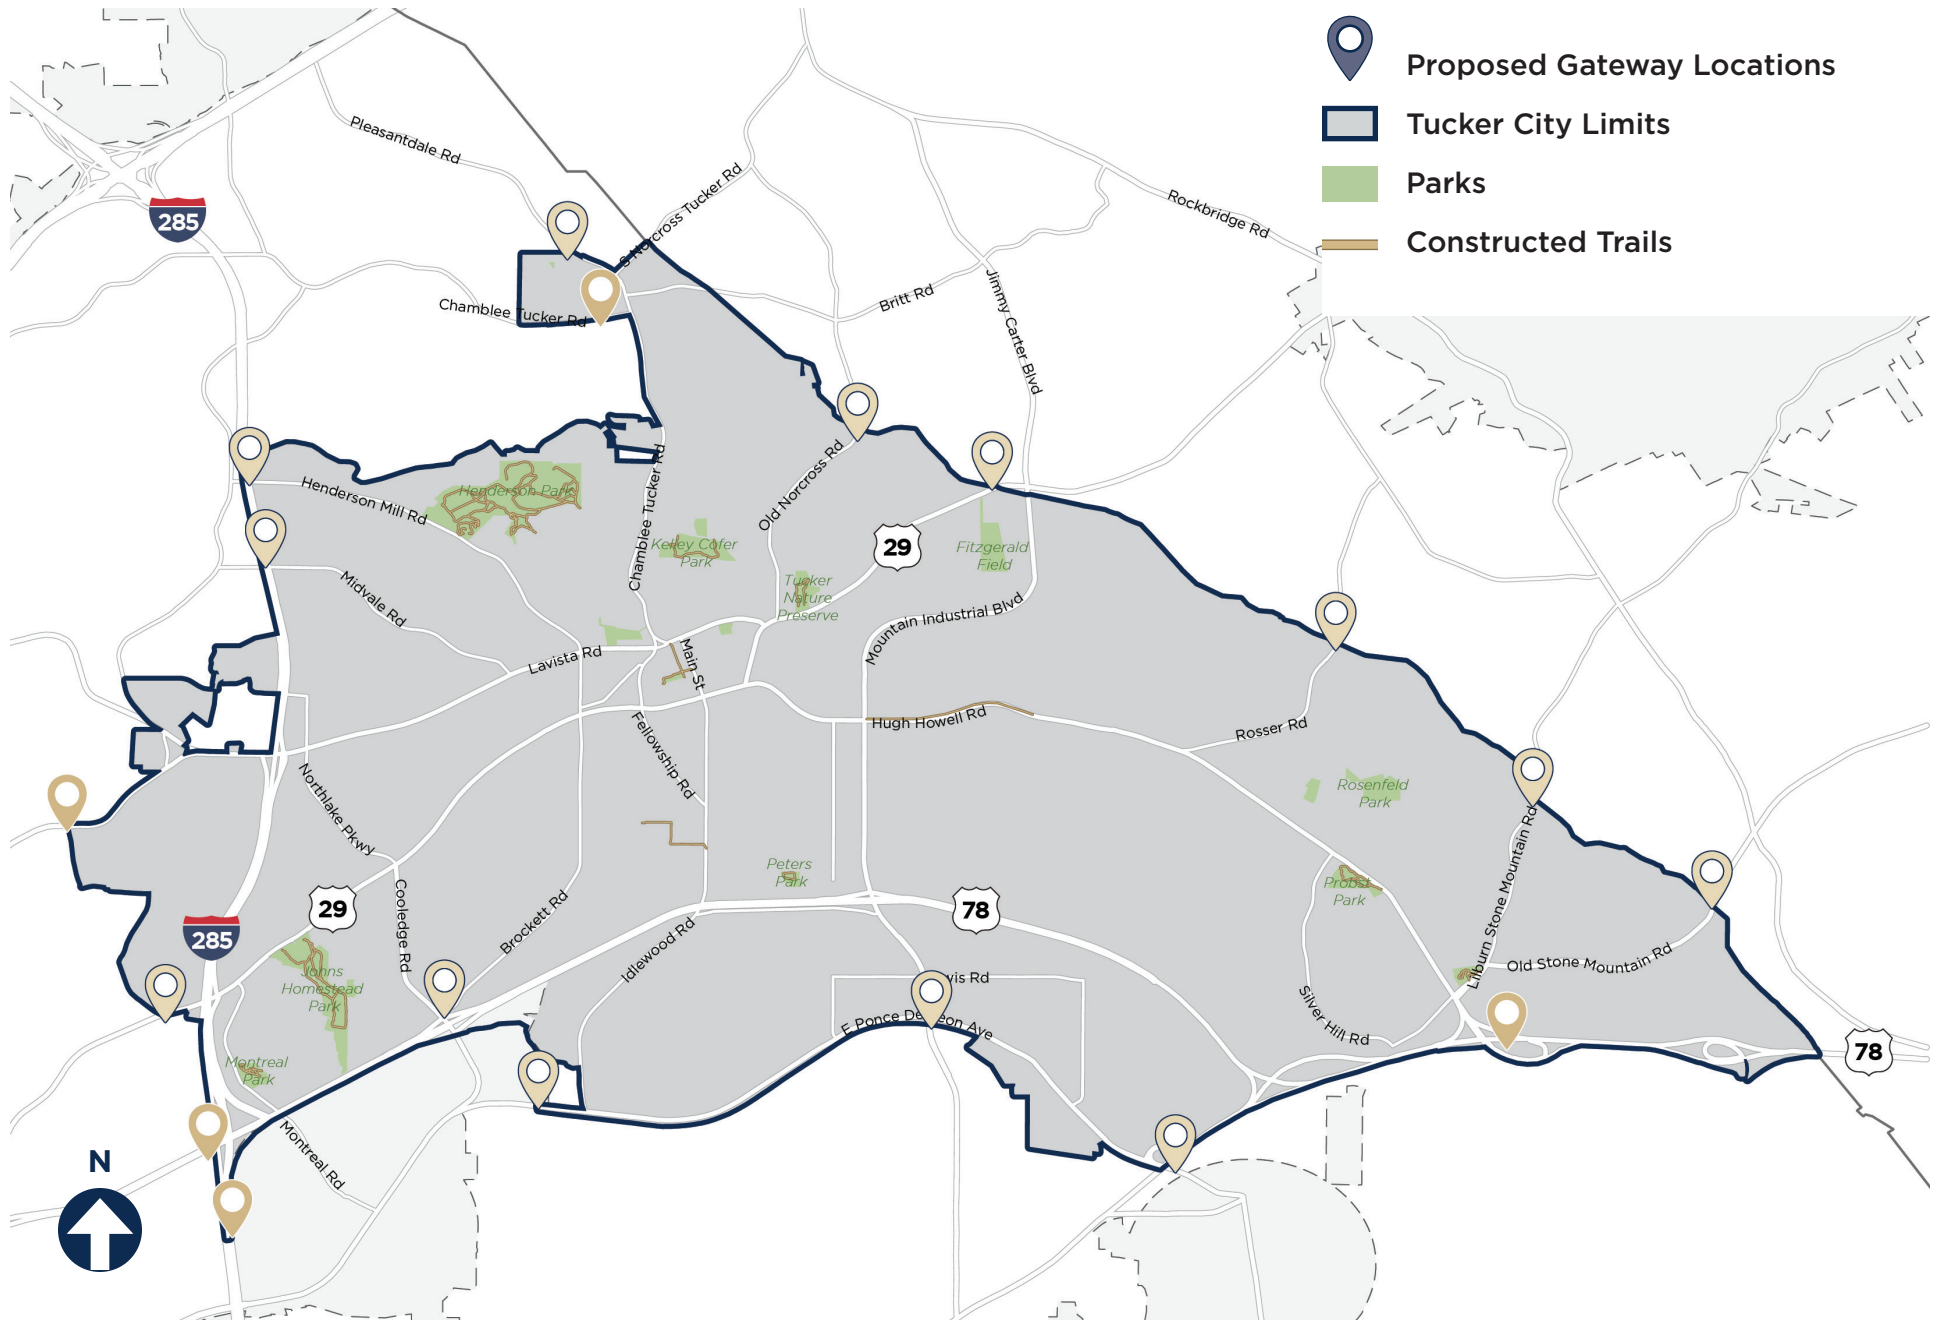 Proposed Gateway Locations
Tucker City Limits
Parks
Constructed Trails
Pleasantdale Rd
285
S Norcross Tucker Rd
Rockbridge Rd
Chamblee Tucker Rd
Britt Rd
Jimmy Carter Blvd
Henderson Mill Rd
Henderson Park
Chamblee Tucker Rd
Old Norcross Rd
Kelley Cofer
Park
29
Fitzgerald
Field
Tucker
Nature
Preserve
Midvale Rd
Mountain Industrial Blvd
Lavista Rd
Main St
Hugh Howell Rd
Fellowship Rd
Rosser Rd
Northlake Pkwy
Rosenfeld
Park
Peters
Park
Probst
Park
Cooledge Rd
29
285
78
Brockett Rd
Idlewood Rd
Lilburn Stone Mountain Rd
Old Stone Mountain Rd
Johns
Homestead
Park
Silver Hill Rd
E Ponce De
Ave
78
Montreal
Park
Montreal Rd
N